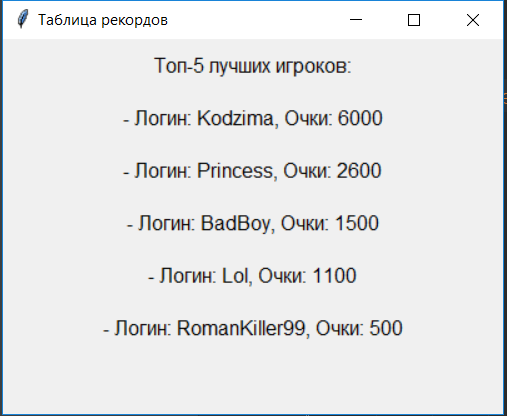 Таблица рекордов
Топ-5 лучших игроков:
- Логин: Kodzima, Очки: 6000
- Логин: Princess, Очки: 2600
- Логин: BadBoy, Очки: 1500
- Логин: Lol, Очки: 1100
- Логин: RomanKiller99, Очки: 500